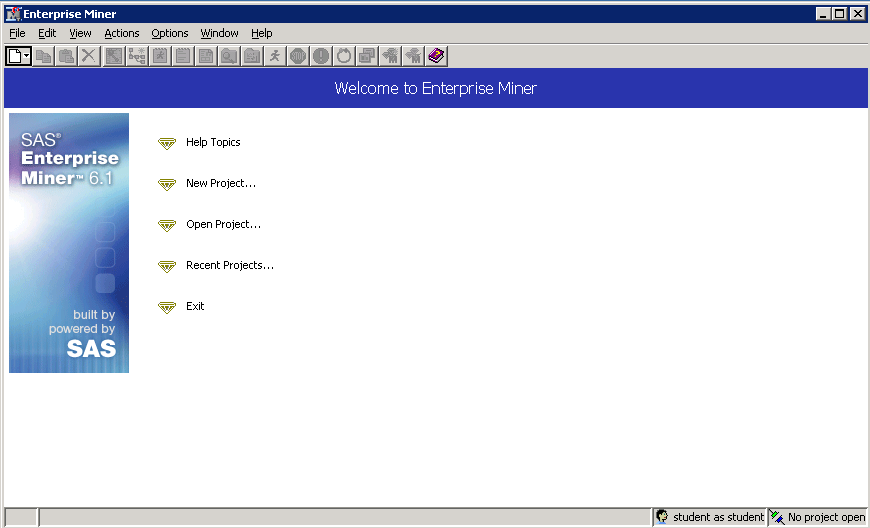 Enterprise Miner
File Edit View Actions Options Window Help
Welcome to Enterprise Miner
SAS®
Enterprise
Miner™ 6.1
built by
powered by
SAS
Help Topics
New Project...
Open Project...
Recent Projects...
Exit
student as student
No project open